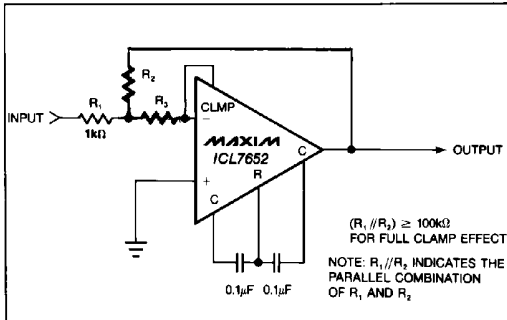 R₂
CLMP
R₁
R₃
INPUT
1kΩ
−
MAXIM
ICL7652
C
OUTPUT
R
+
C
(R₁//R₂) ≥ 100kΩ
FOR FULL CLAMP EFFECT
NOTE: R₁//R₂ INDICATES THE
PARALLEL COMBINATION
OF R₁ AND R₂
0.1µF 0.1µF